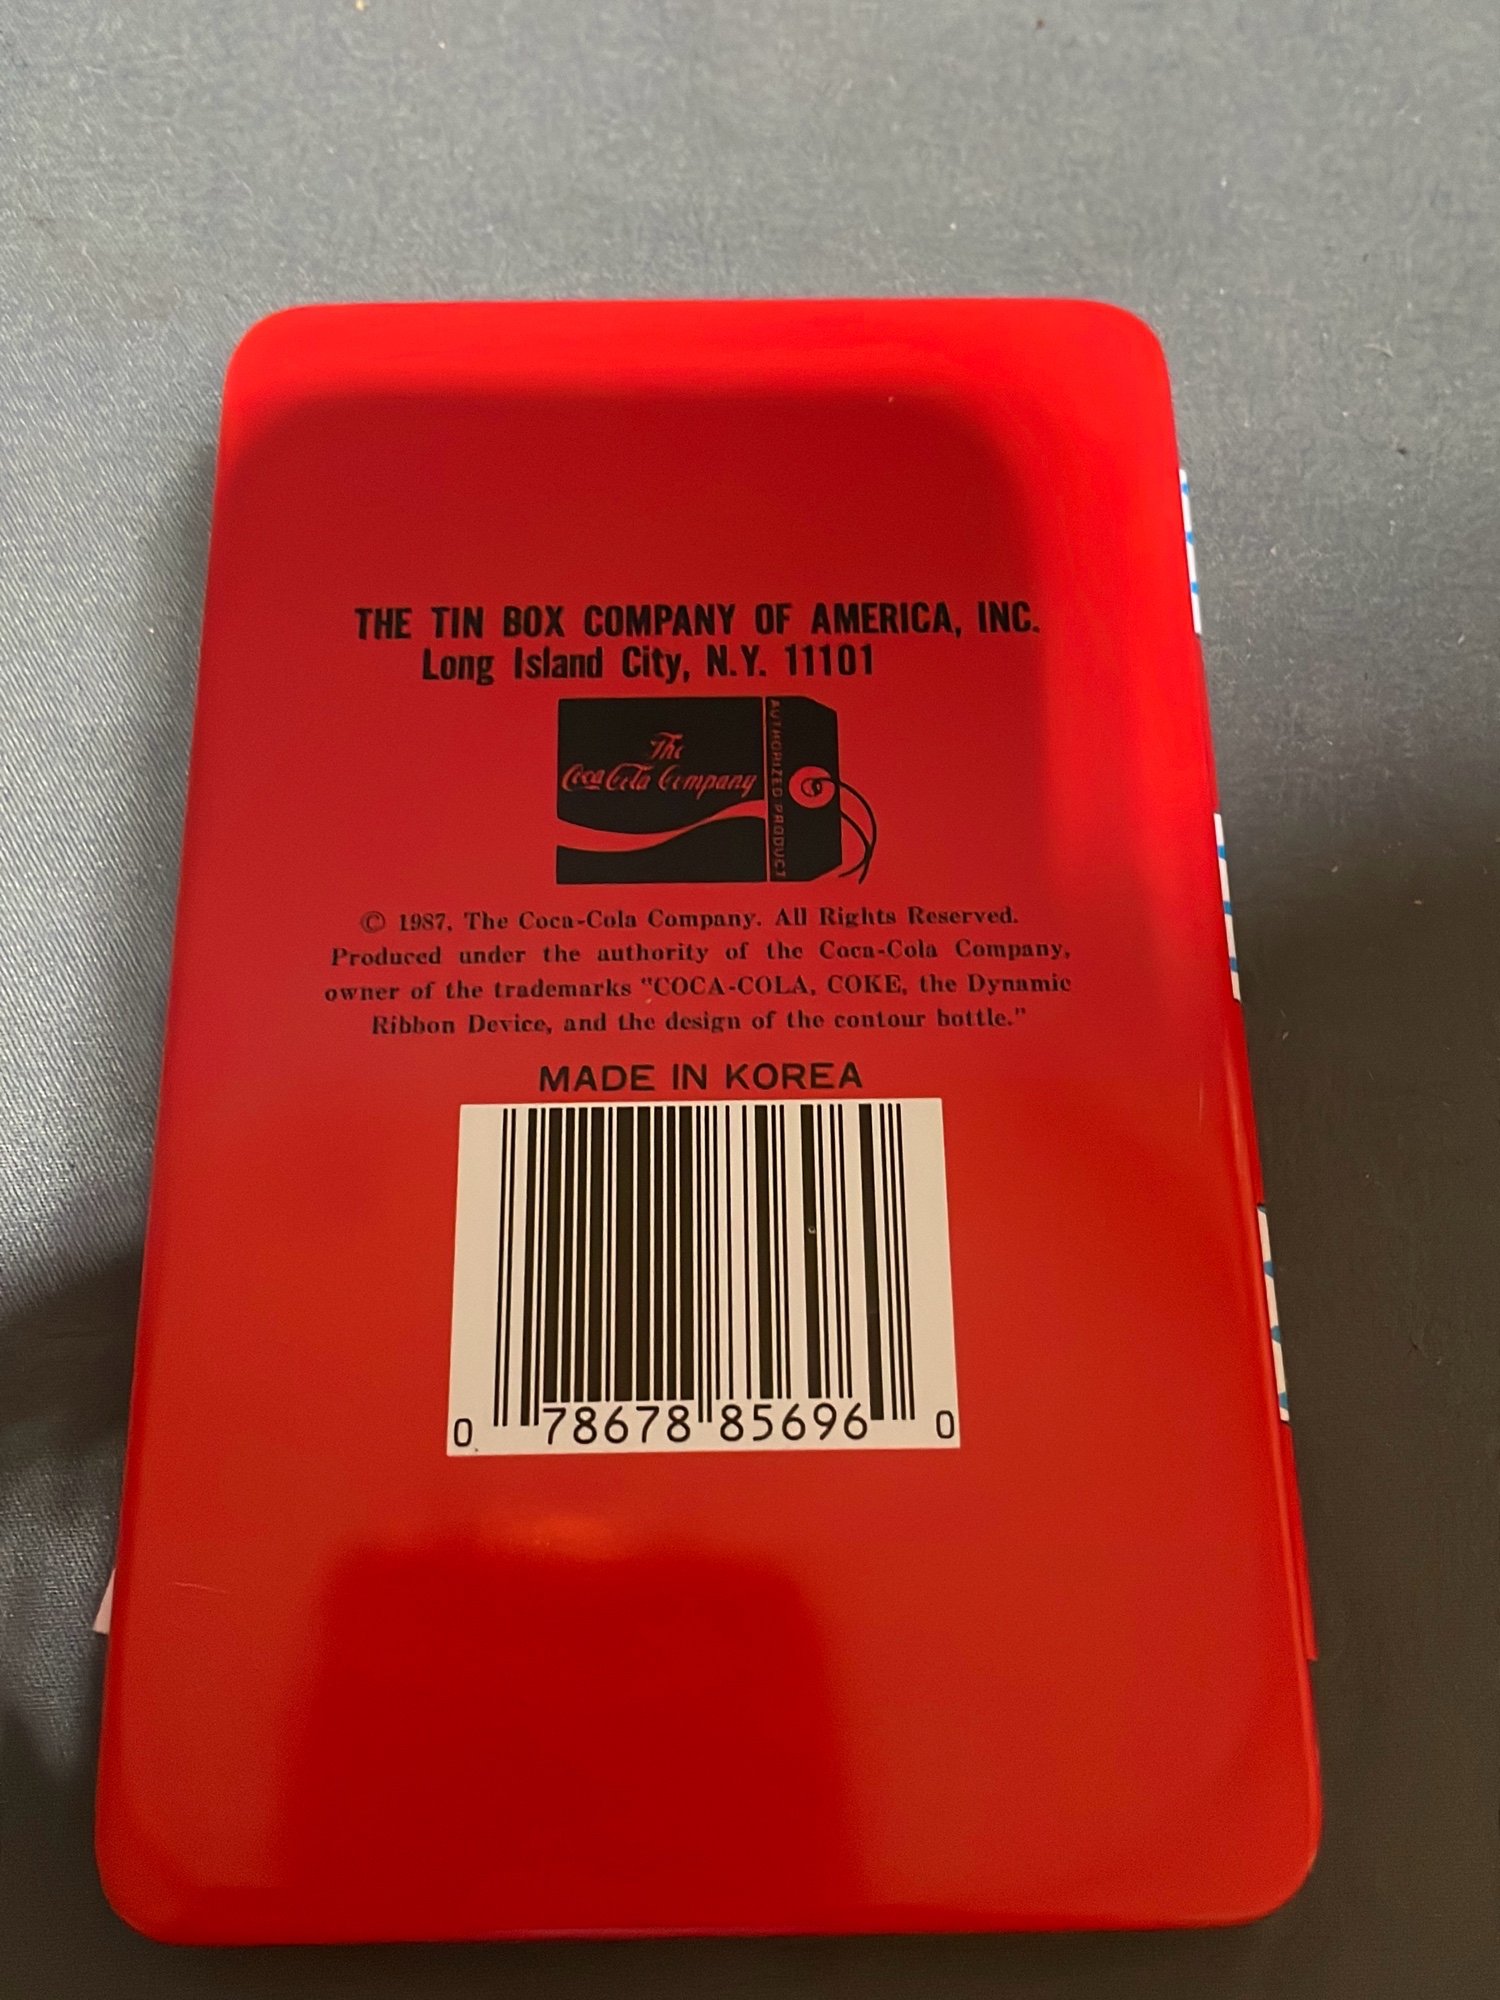 THE TIN BOX COMPANY OF AMERICA, INC.
Long Island City, N.Y. 11101
The
Coca-Cola Company
AUTHORIZED PRODUCT
© 1987, The Coca-Cola Company. All Rights Reserved.
Produced under the authority of the Coca-Cola Company,
owner of the trademarks "COCA-COLA, COKE, the Dynamic
Ribbon Device, and the design of the contour bottle."
MADE IN KOREA
0 78678 85696 0